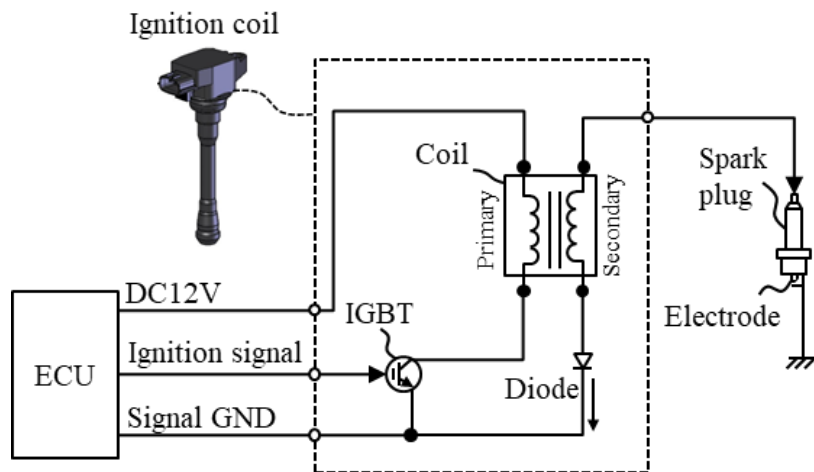 Ignition coil
Coil
Primary
Secondary
Spark
plug
Electrode
DC12V
IGBT
Ignition signal
ECU
Diode
Signal GND